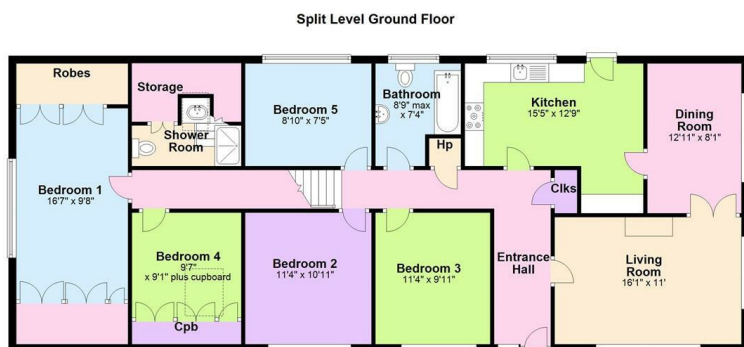 Split Level Ground Floor
Robes
Storage
Shower
Room
Bedroom 5
8'10" x 7'5"
Bathroom
8'9" max
x 7'4"
Hp
Kitchen
15'5" x 12'9"
Dining
Room
12'11" x 8'1"
Bedroom 1
16'7" x 9'8"
Clks
Bedroom 4
9'7"
x 9'1" plus cupboard
Cpb
Bedroom 2
11'4" x 10'11"
Bedroom 3
11'4" x 9'11"
Entrance
Hall
Living
Room
16'1" x 11'